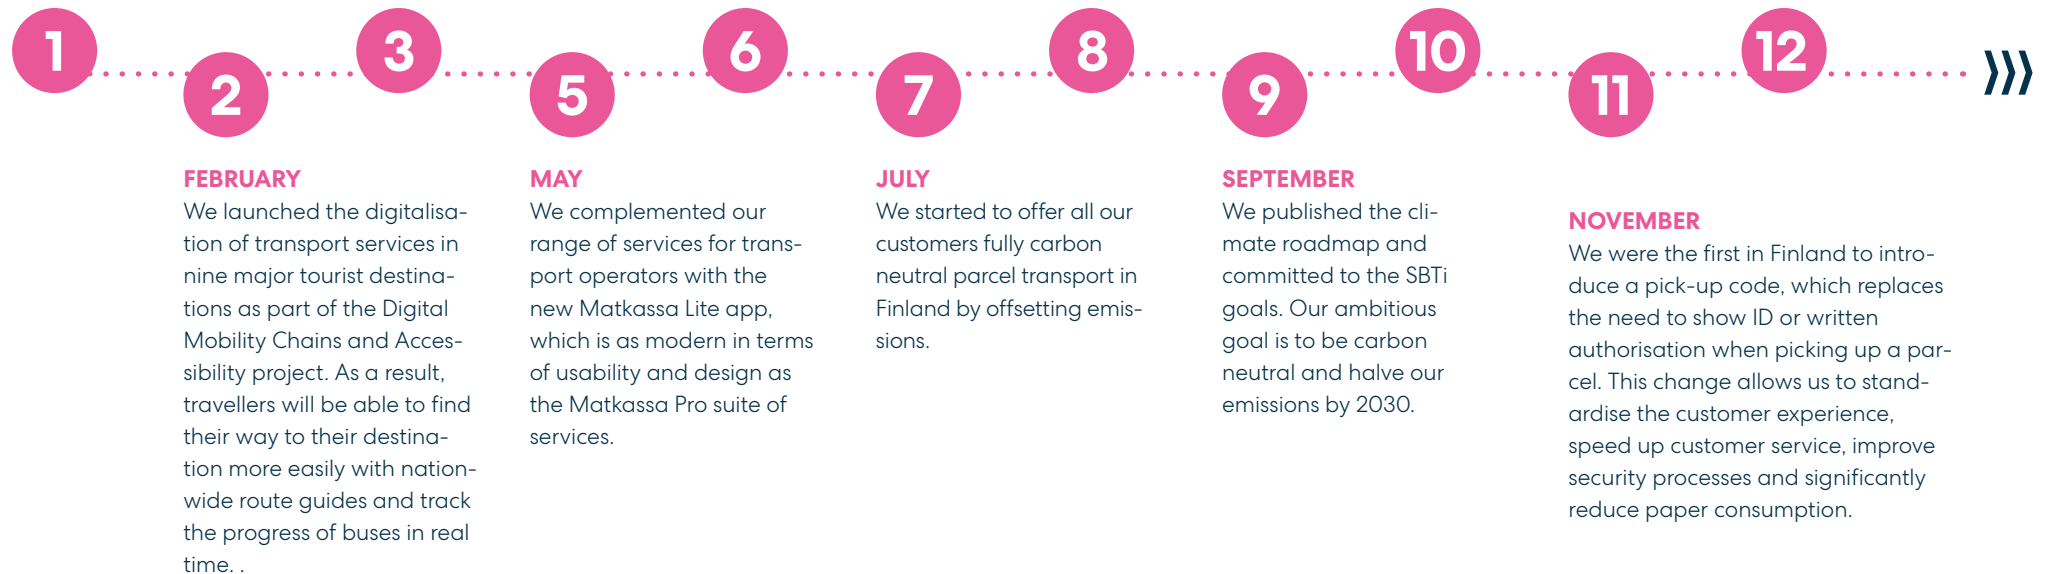 1
2
3
5
6
7
8
9
10
11
12
FEBRUARY
We launched the digitalisa-
tion of transport services in
nine major tourist destina-
tions as part of the Digital
Mobility Chains and Acces-
sibility project. As a result,
travellers will be able to find
their way to their destina-
tion more easily with nation-
wide route guides and track
the progress of buses in real
time. .
MAY
We complemented our
range of services for trans-
port operators with the
new Matkassa Lite app,
which is as modern in terms
of usability and design as
the Matkassa Pro suite of
services.
JULY
We started to offer all our
customers fully carbon
neutral parcel transport in
Finland by offsetting emis-
sions.
SEPTEMBER
We published the cli-
mate roadmap and
committed to the SBTi
goals. Our ambitious
goal is to be carbon
neutral and halve our
emissions by 2030.
NOVEMBER
We were the first in Finland to intro-
duce a pick-up code, which replaces
the need to show ID or written
authorisation when picking up a par-
cel. This change allows us to stand-
ardise the customer experience,
speed up customer service, improve
security processes and significantly
reduce paper consumption.